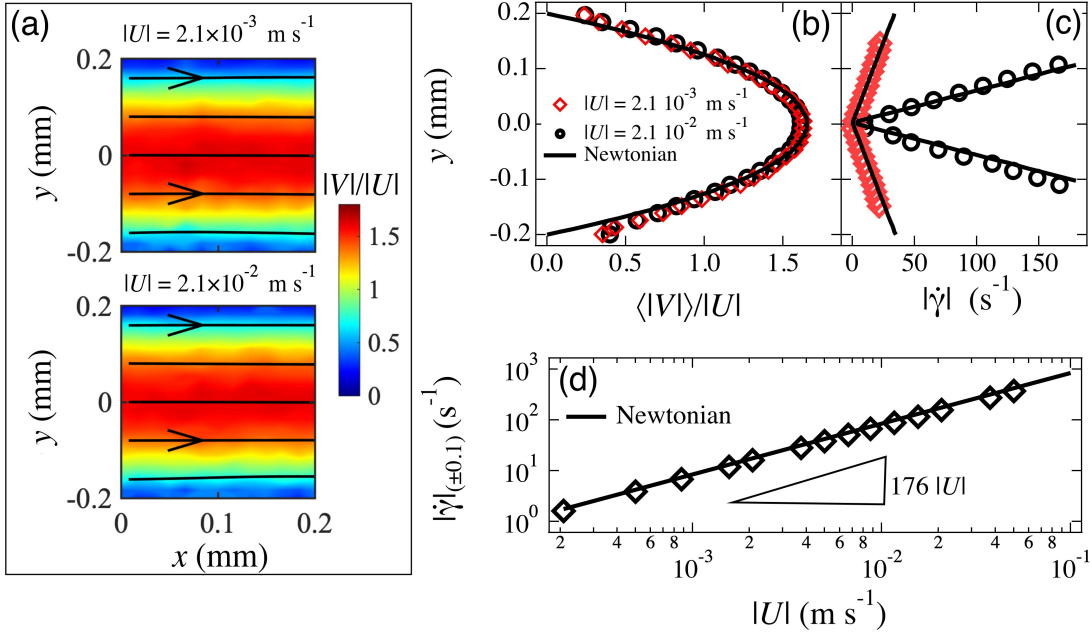 (a)
|U| = 2.1×10⁻³ m s⁻¹
0.2
0
-0.2
y (mm)
|U| = 2.1×10⁻² m s⁻¹
0.2
0
-0.2
y (mm)
0
0.1
0.2
x (mm)
|V|/|U|
1.5
1
0.5
0
(b)
0.2
0.1
0.0
-0.1
-0.2
y (mm)
|U| = 2.1 10⁻³ m s⁻¹
|U| = 2.1 10⁻² m s⁻¹
Newtonian
0.0
0.5
1.0
1.5
⟨|V|⟩/|U|
(c)
0
50
100
150
|γ̇| (s⁻¹)
(d)
Newtonian
10³
10²
10¹
10⁰
|γ̇|(±0.1) (s⁻¹)
176 |U|
2 4 6 8 2 4 6 8 2 4 6 8
10⁻³ 10⁻² 10⁻¹
|U| (m s⁻¹)